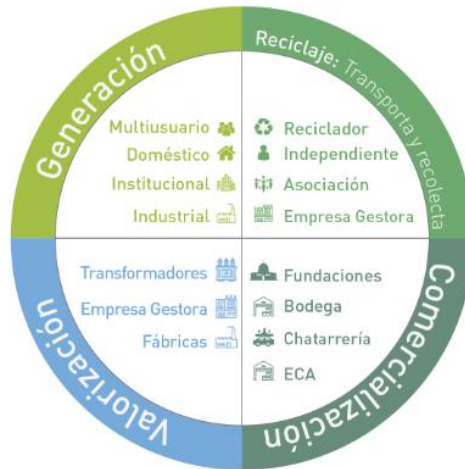 Generación
Multiusuario
Doméstico
Institucional
Industrial
Reciclaje: Transporta y recolecta
Reciclador
Independiente
Asociación
Empresa Gestora
Valorización
Transformadores
Empresa Gestora
Fábricas
Comercialización
Fundaciones
Bodega
Chatarrería
ECA